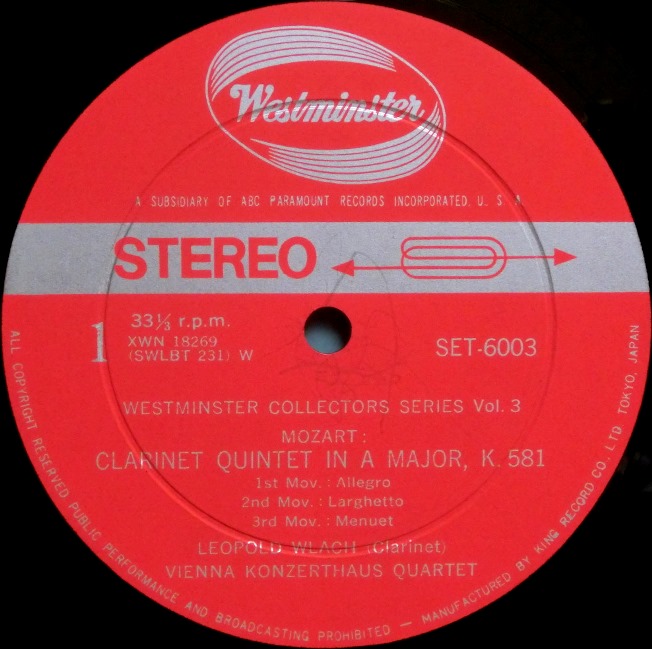 Westminster
A SUBSIDIARY OF ABC PARAMOUNT RECORDS INCORPORATED. U. S. A
STEREO
1
33⅓ r.p.m.
XWN 18269
(SWLBT 231) W
SET-6003
WESTMINSTER COLLECTORS SERIES Vol. 3
MOZART :
CLARINET QUINTET IN A MAJOR, K. 581
1st Mov. : Allegro
2nd Mov. : Larghetto
3rd Mov. : Menuet
LEOPOLD WLACH (Clarinet)
VIENNA KONZERTHAUS QUARTET
ALL COPYRIGHT RESERVED PUBLIC PERFORMANCE AND BROADCASTING PROHIBITED — MANUFACTURED BY KING RECORD CO., LTD TOKYO, JAPAN